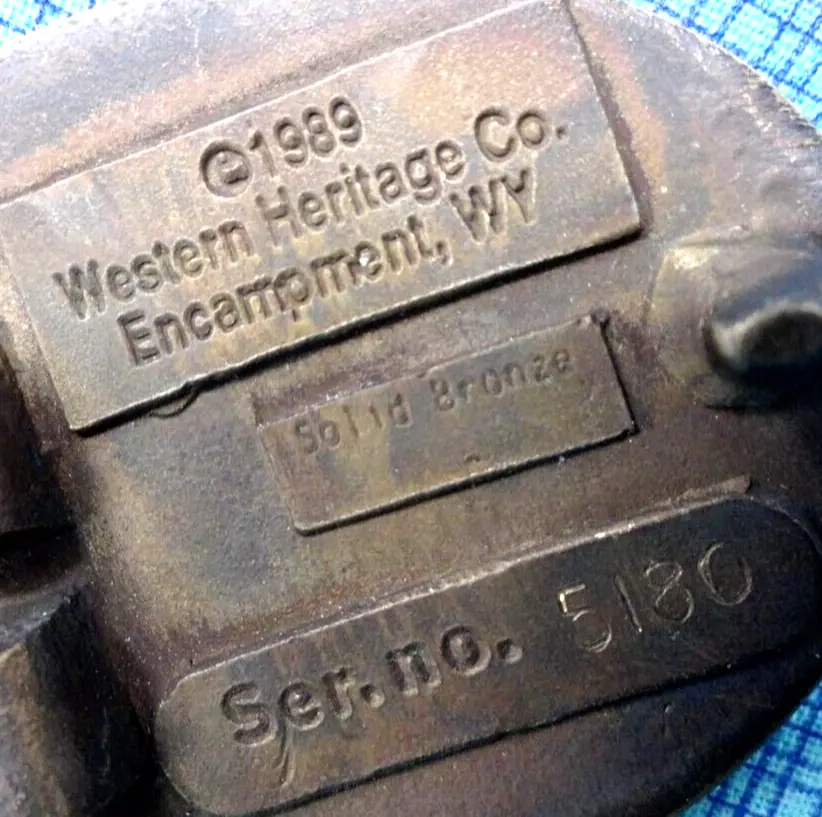 ©1989
Western Heritage Co.
Encampment, WY
Solid Bronze
Ser.no. 5180